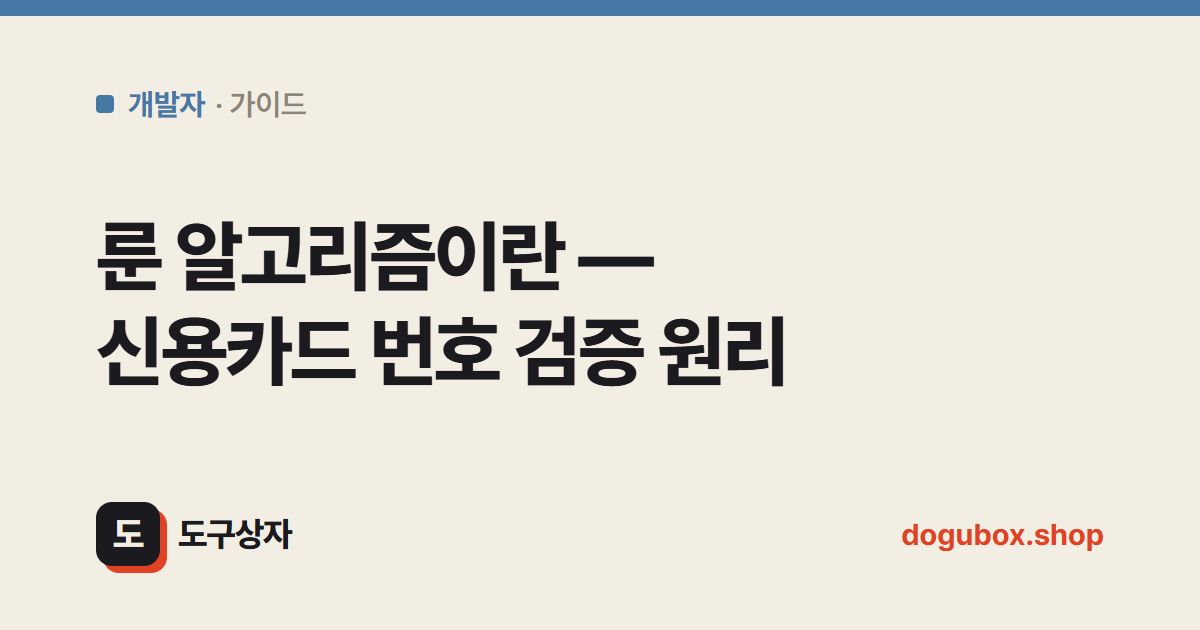 개발자 · 가이드
룬 알고리즘이란 —
신용카드 번호 검증 원리
도 도구상자
dogubox.shop